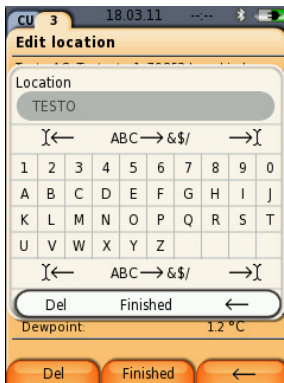 CU 3 18.03.11 --:--
Edit location
Location
TESTO
ABC→&$/
1 2 3 4 5 6 7 8 9 0
A B C D E F G H I J
K L M N O P Q R S T
U V W X Y Z
ABC→&$/
Del Finished ←
Dewpoint: 1.2 °C
Del Finished ←